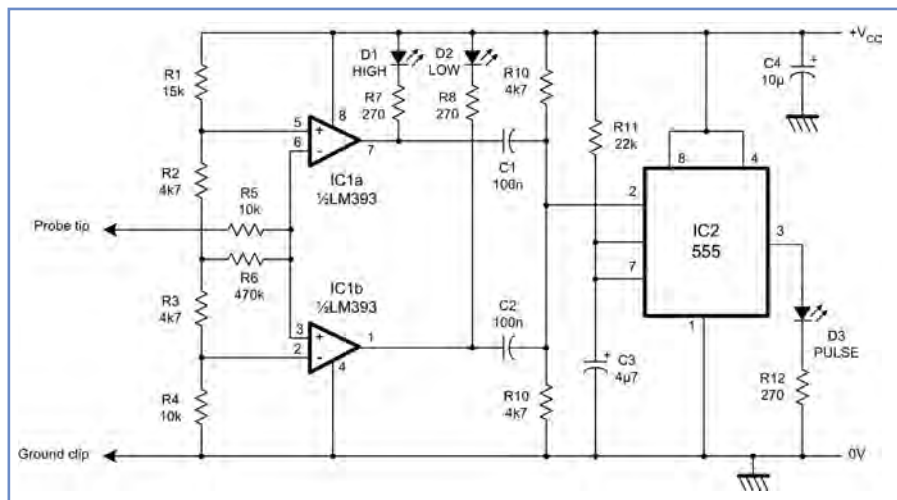 +VCC
D1
HIGH
D2
LOW
C4
10µ
+
R1
15k
R7
270
R8
270
R10
4k7
R11
22k
5
+
6
-
8
7
IC1a
½LM393
C1
100n
8
4
R2
4k7
R5
10k
2
IC2
555
3
Probe tip
R6
470k
7
R3
4k7
IC1b
½LM393
C2
100n
3
+
2
-
1
4
1
D3
PULSE
+
C3
4µ7
R4
10k
R10
4k7
R12
270
Ground clip
0V